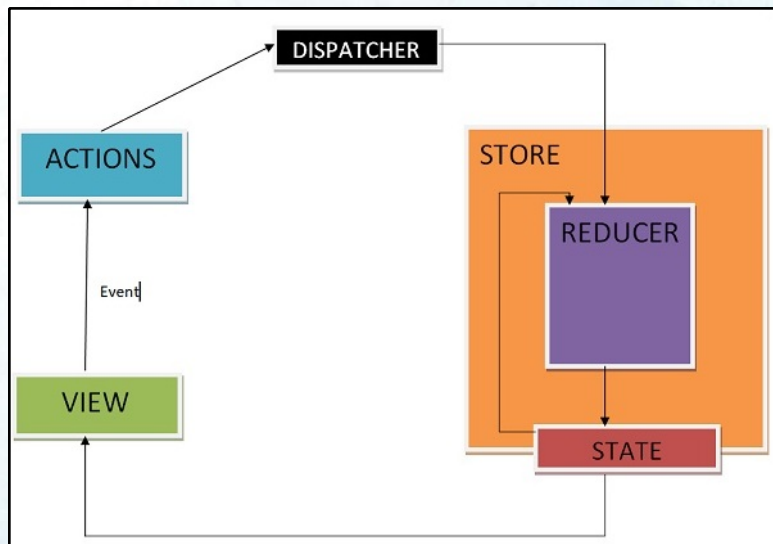 DISPATCHER
ACTIONS
STORE
REDUCER
Event
VIEW
STATE